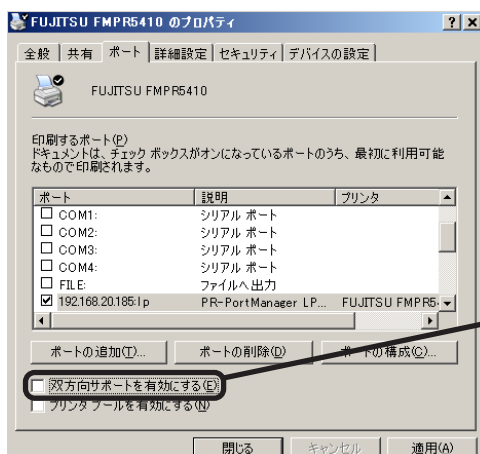 FUJITSU FMPR5410 のプロパティ
全般 共有 ポート 詳細設定 セキュリティ デバイスの設定
FUJITSU FMPR5410
印刷するポート(P)
ドキュメントは、チェック ボックスがオンになっているポートのうち、最初に利用可能
なもので印刷されます。
ポート 説明 プリンタ
COM1: シリアル ポート
COM2: シリアル ポート
COM3: シリアル ポート
COM4: シリアル ポート
FILE: ファイルへ出力
192.168.20.185:lp PR-PortManager LP... FUJITSU FMPR5
ポートの追加(T)... ポートの削除(D) ポートの構成(C)...
双方向サポートを有効にする(E)
プリンタ プールを有効にする(N)
閉じる キャンセル 適用(A)